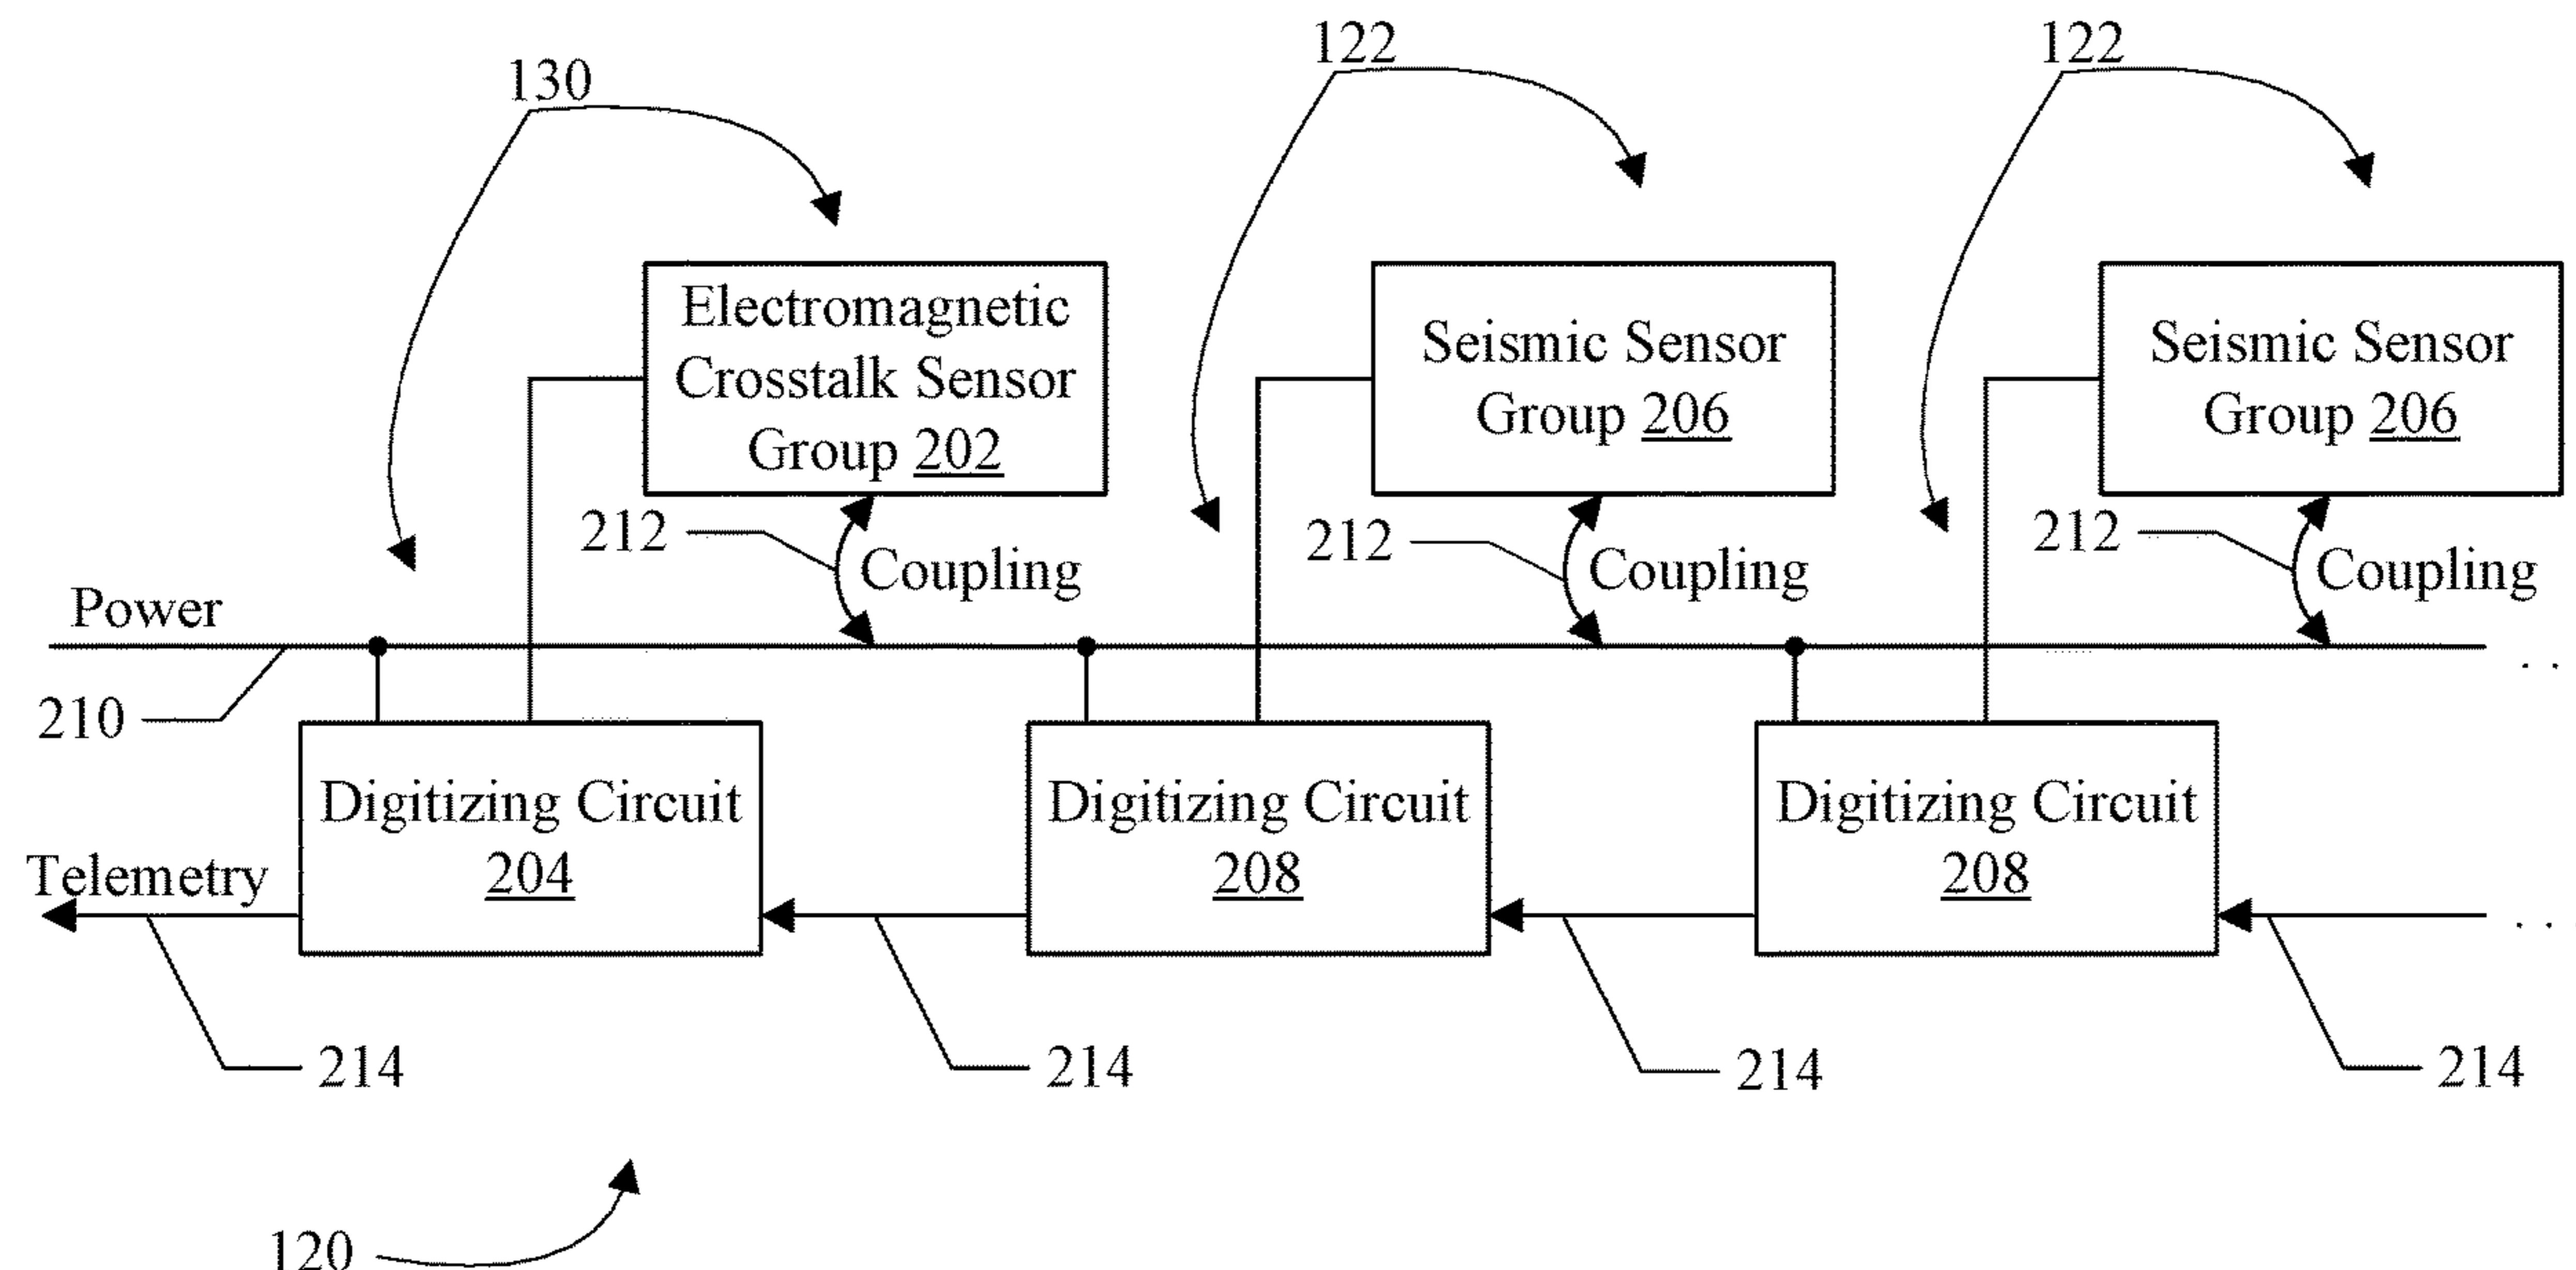 122
122
130
Electromagnetic
Crosstalk Sensor
Group 202
Seismic Sensor
Group 206
Seismic Sensor
Group 206
212
Coupling
212
Coupling
212
Coupling
Power
210
Digitizing Circuit
204
Digitizing Circuit
208
Digitizing Circuit
208
Telemetry
214
214
214
214
120